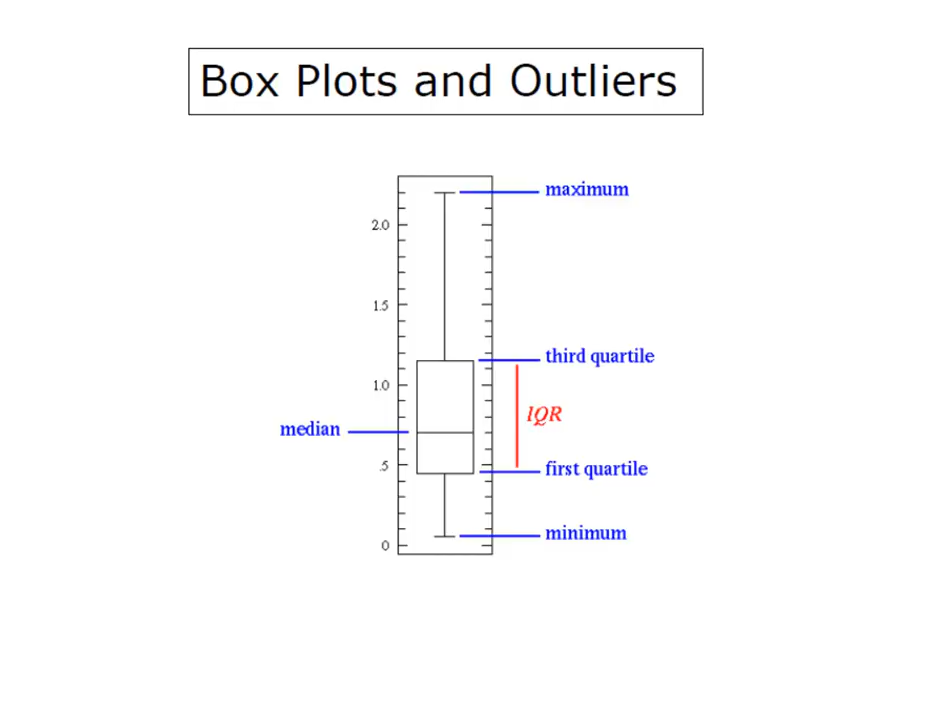 Box Plots and Outliers
maximum
2.0
1.5
third quartile
1.0
IQR
median
.5
first quartile
minimum
0